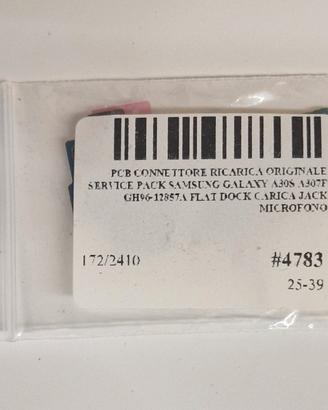 PCB CONNETTORE RICARICA ORIGINALE
SERVICE PACK SAMSUNG GALAXY A30S A307F
GH96-12857A FLAT DOCK CARICA JACK
MICROFONO
172/2410
#4783
25-39